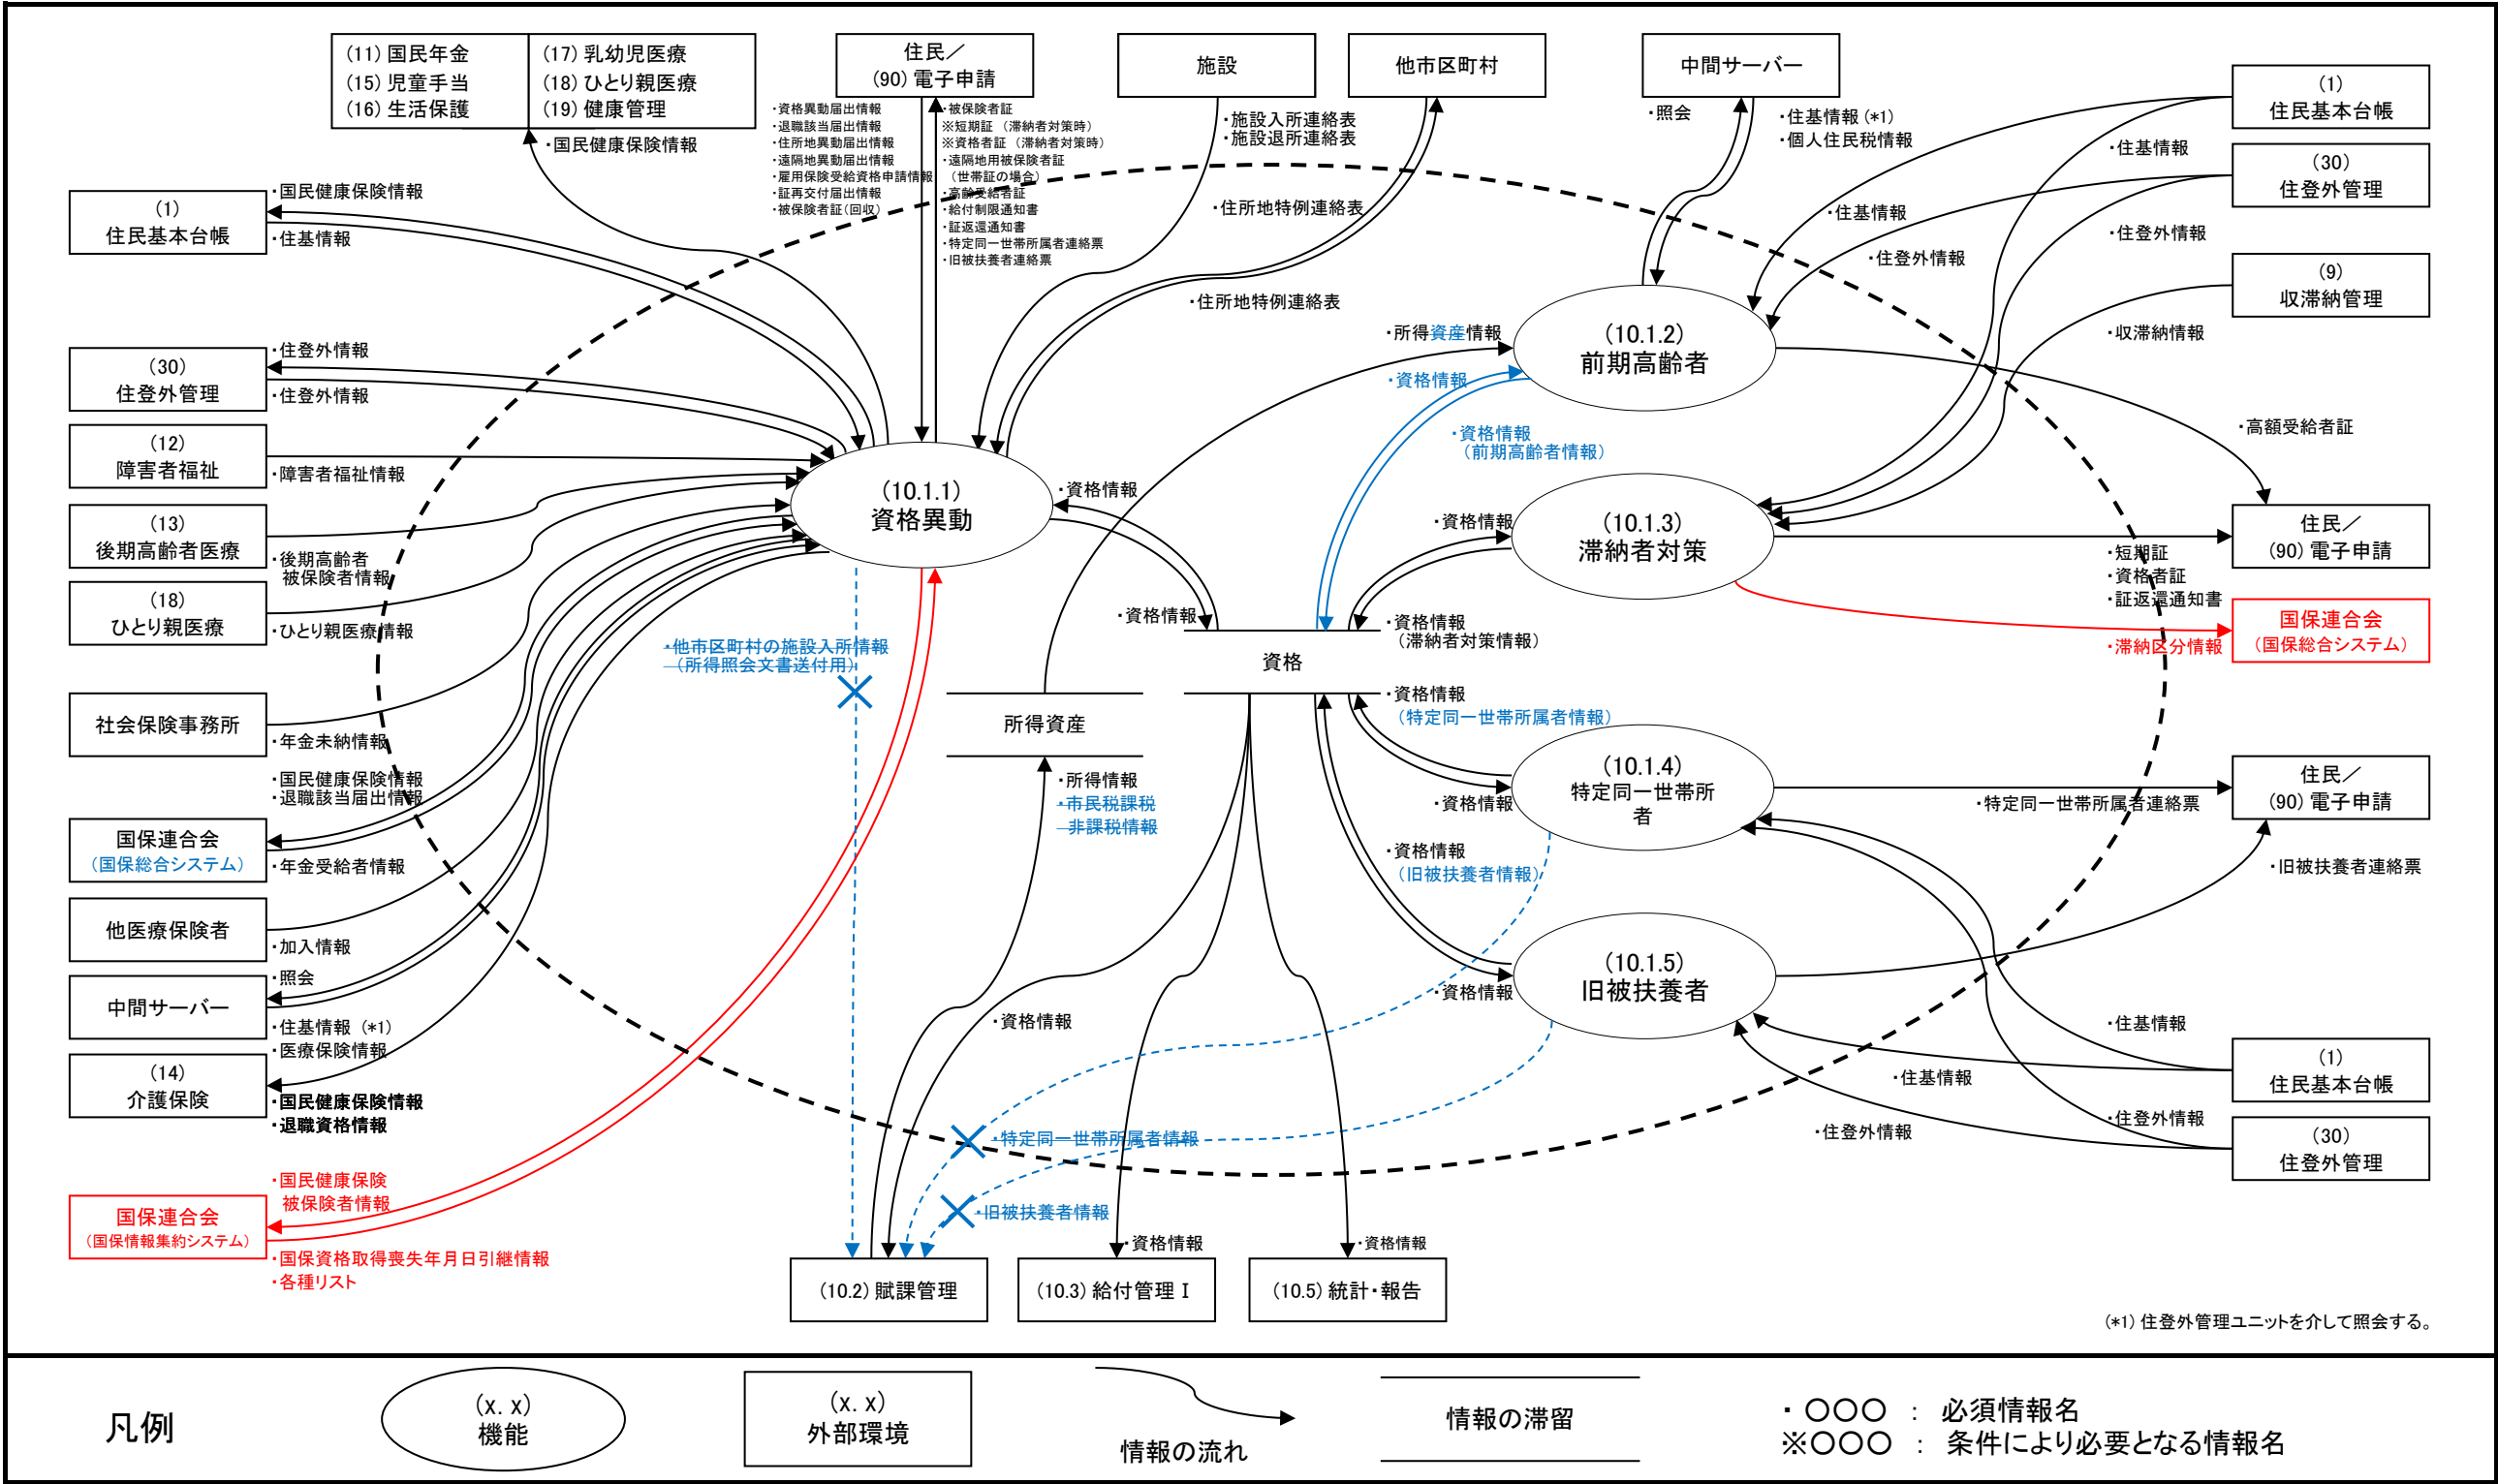 (11) 国民年金
(15) 児童手当
(16) 生活保護
(17) 乳幼児医療
(18) ひとり親医療
(19) 健康管理
住民／
(90) 電子申請
施設
他市区町村
中間サーバー
(1)
住民基本台帳
(30)
住登外管理
(9)
収滞納管理
・国民健康保険情報
・資格異動届出情報
・退職該当届出情報
・住所地異動届出情報
・遠隔地異動届出情報
・雇用保険受給資格申請情報
・証再交付届出情報
・被保険者証（回収）
・被保険者証
※短期証 （滞納者対策時）
※資格者証 （滞納者対策時）
・遠隔地用被保険者証
（世帯証の場合）
・高齢受給者証
・給付制限通知書
・証返還通知書
・特定同一世帯所属者連絡票
・旧被扶養者連絡票
・施設入所連絡表
・施設退所連絡表
・住所地特例連絡表
・住所地特例連絡表
・照会
・住基情報 (*1)
・個人住民税情報
・住基情報
・住基情報
・住登外情報
・住登外情報
・収滞納情報
(1)
住民基本台帳
・国民健康保険情報
・住基情報
(30)
住登外管理
・住登外情報
・住登外情報
(12)
障害者福祉
・障害者福祉情報
(13)
後期高齢者医療
・後期高齢者
被保険者情報
(18)
ひとり親医療
・ひとり親医療情報
社会保険事務所
・年金未納情報
・国民健康保険情報
・退職該当届出情報
国保連合会
（国保総合システム）
・年金受給者情報
他医療保険者
・加入情報
・照会
中間サーバー
・住基情報 (*1)
・医療保険情報
(14)
介護保険
・国民健康保険情報
・退職資格情報
・国民健康保険
被保険者情報
国保連合会
（国保情報集約システム）
・国保資格取得喪失年月日引継情報
・各種リスト
(10.1.1)
資格異動
・資格情報
・資格情報
・他市区町村の施設入所情報
（所得照会文書送付用）
所得資産
・所得情報
・市民税課税
非課税情報
資格
・所得資産情報
・資格情報
・資格情報
（前期高齢者情報）
(10.1.2)
前期高齢者
・高額受給者証
・資格情報
(10.1.3)
滞納者対策
・資格情報
（滞納者対策情報）
住民／
(90) 電子申請
・短期証
・資格者証
・証返還通知書
国保連合会
（国保総合システム）
・滞納区分情報
・資格情報
（特定同一世帯所属者情報）
・資格情報
(10.1.4)
特定同一世帯所
者
・特定同一世帯所属者連絡票
住民／
(90) 電子申請
・旧被扶養者連絡票
・資格情報
（旧被扶養者情報）
・資格情報
(10.1.5)
旧被扶養者
・住基情報
・住基情報
(1)
住民基本台帳
・住登外情報
・住登外情報
(30)
住登外管理
・資格情報
・特定同一世帯所属者情報
・旧被扶養者情報
・資格情報
・資格情報
(10.2) 賦課管理
(10.3) 給付管理Ⅰ
(10.5) 統計・報告
(*1) 住登外管理ユニットを介して照会する。
凡例
(x. x)
機能
(x. x)
外部環境
情報の流れ
情報の滞留
・ 〇〇〇 ： 必須情報名
※〇〇〇 ： 条件により必要となる情報名